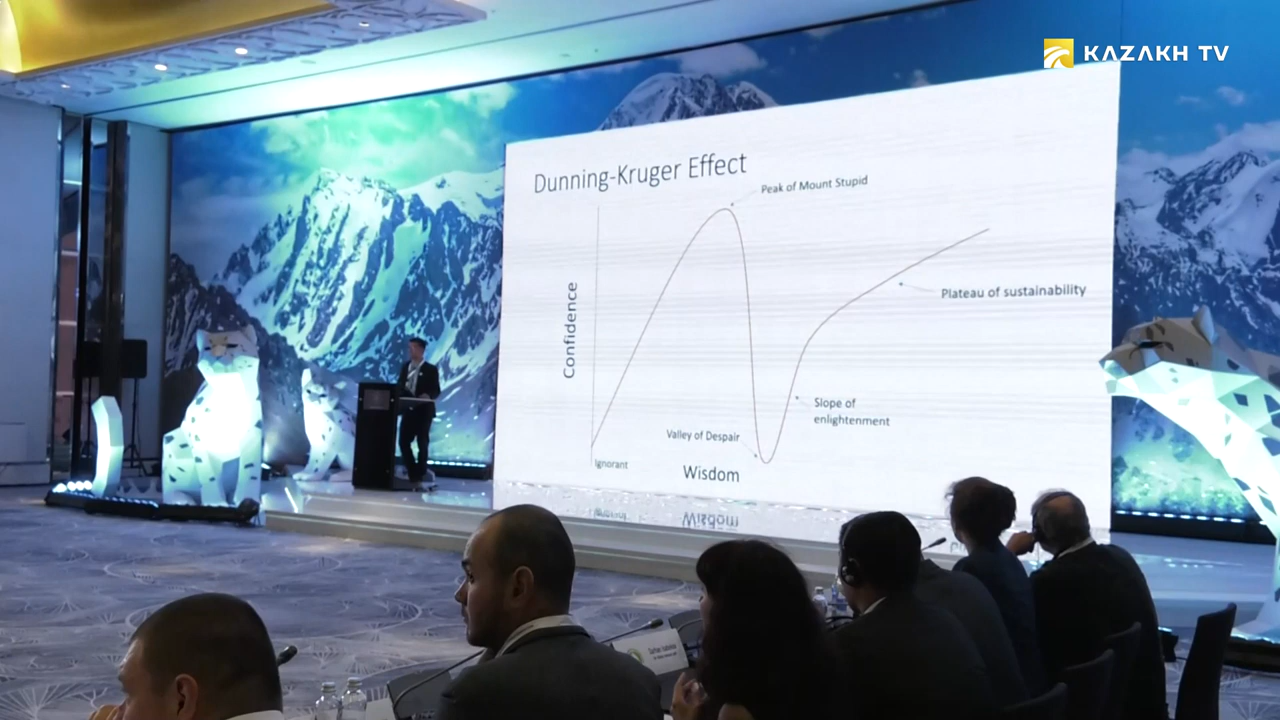 KAZAKH TV
Dunning-Kruger Effect
Peak of Mount Stupid
Confidence
Plateau of sustainability
Slope of
enlightenment
Valley of Despair
Ignorant
Wisdom